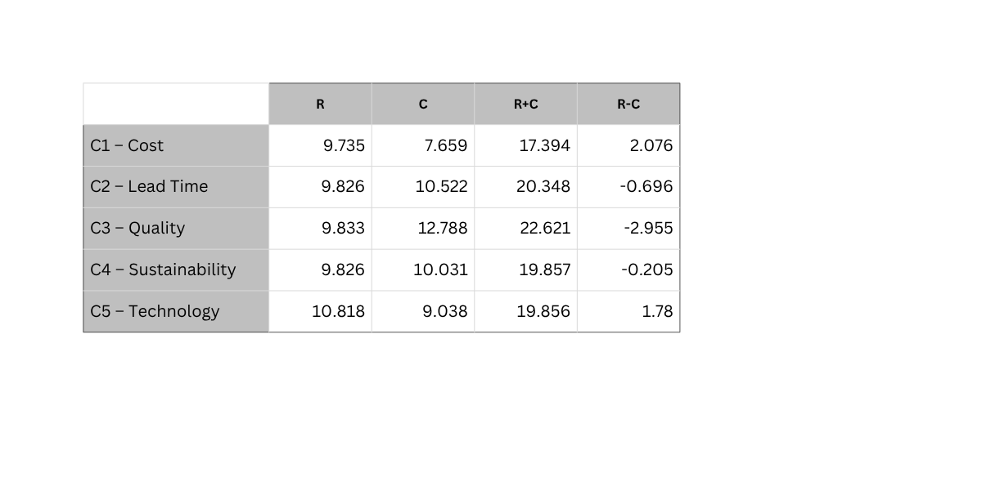 R C R+C R-C
C1 – Cost 9.735 7.659 17.394 2.076
C2 – Lead Time 9.826 10.522 20.348 -0.696
C3 – Quality 9.833 12.788 22.621 -2.955
C4 – Sustainability 9.826 10.031 19.857 -0.205
C5 – Technology 10.818 9.038 19.856 1.78